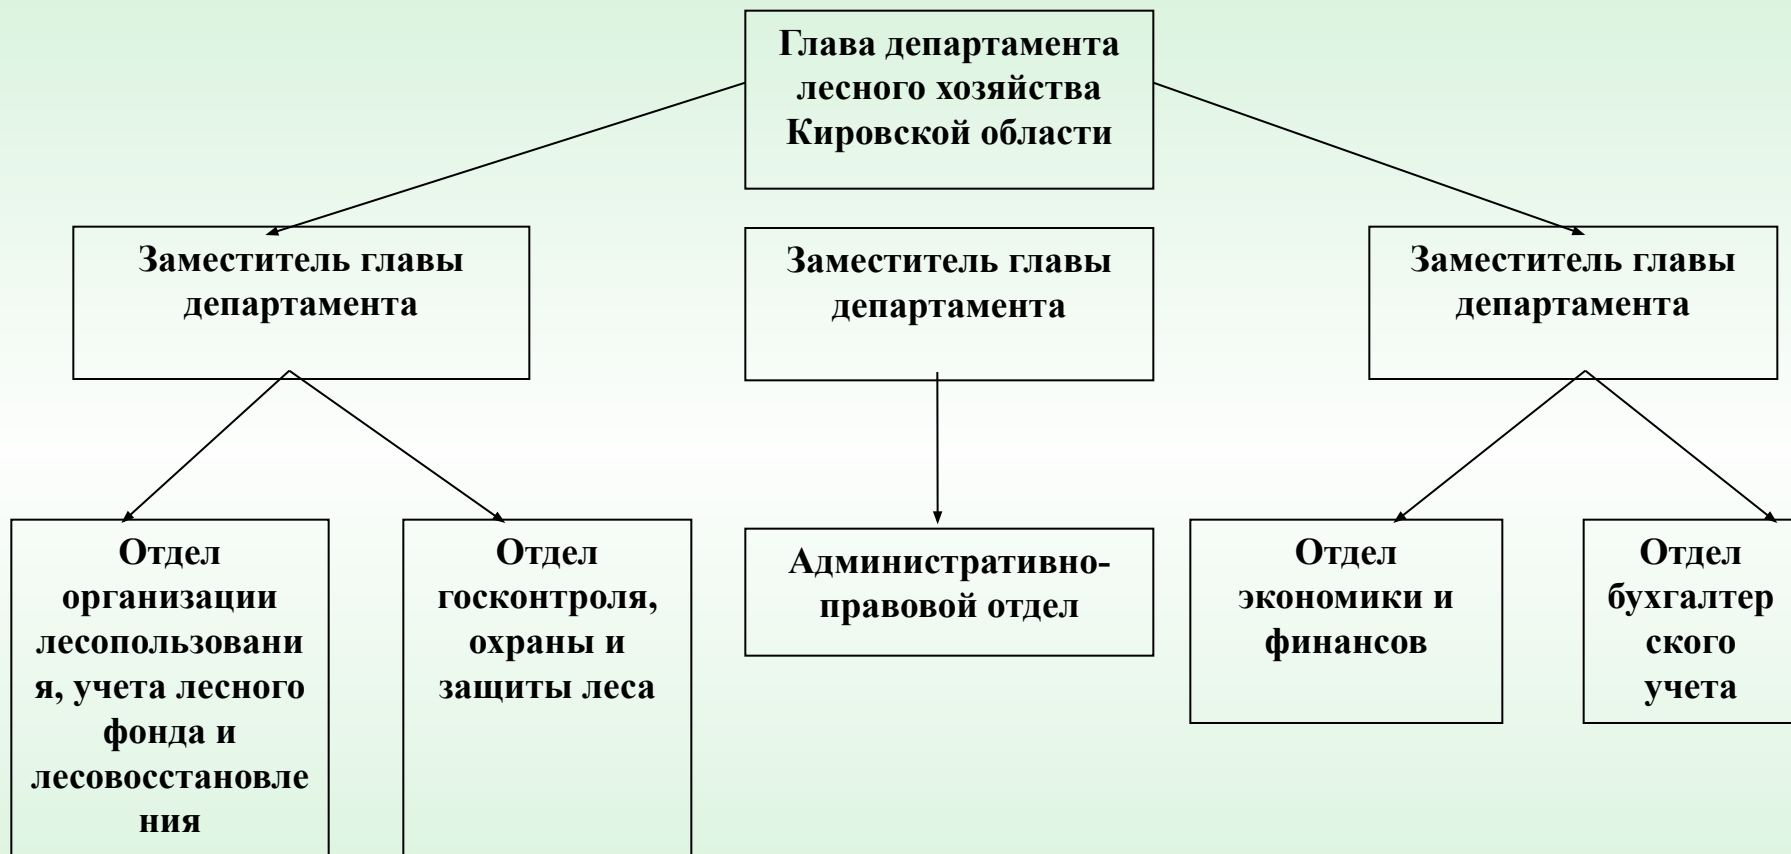 Глава департамента
лесного хозяйства
Кировской области
Заместитель главы
департамента
Заместитель главы
департамента
Заместитель главы
департамента
Отдел
организации
лесопользовани
я, учета лесного
фонда и
лесовосстановле
ния
Отдел
госконтроля,
охраны и
защиты леса
Административно-
правовой отдел
Отдел
экономики и
финансов
Отдел
бухгалтер
ского
учета